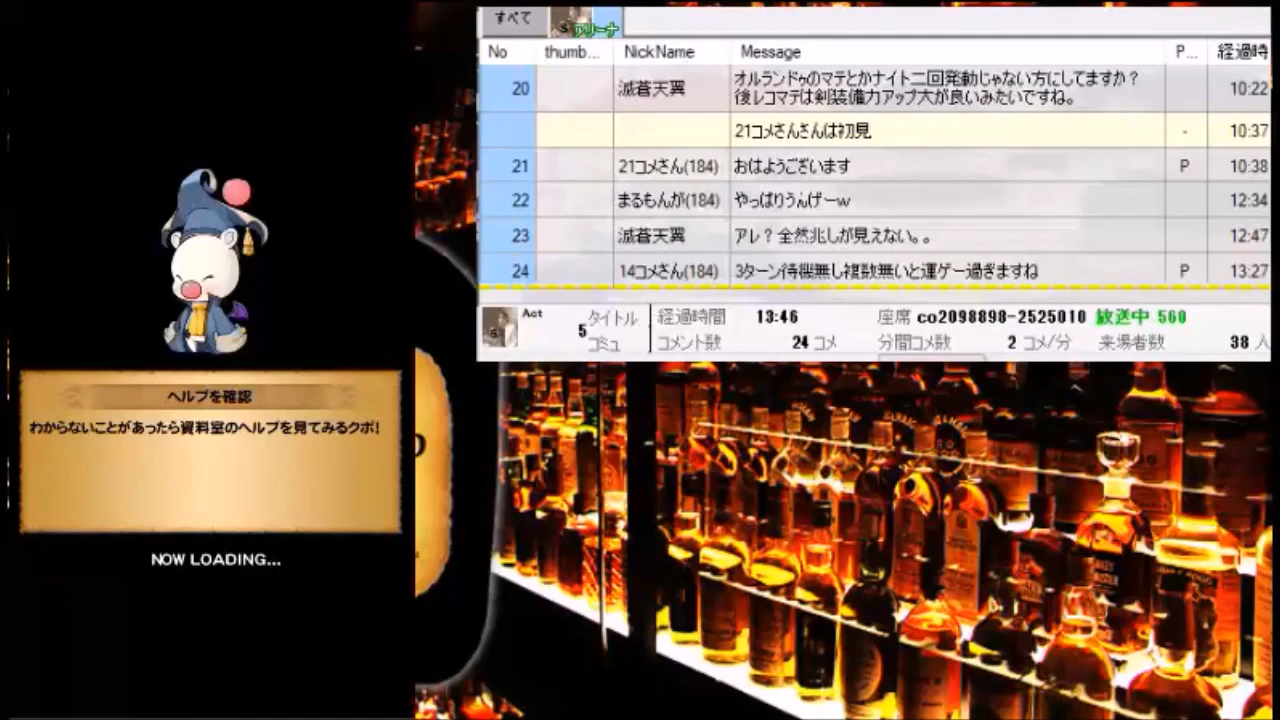 すべて
アリーナ
No thumb... NickName Message P... 経過時
20 滅蒼天翼 オルランドゥのマテとかナイト二回発動じゃない方にしてますか？ 10:22
後レコマテは剣装備力アップ大が良いみたいですね。
21コメさんさんは初見 - 10:37
21 21コメさん(184) おはようございます P 10:38
22 まるもんが(184) やっぱりうんげーw 12:34
23 滅蒼天翼 アレ？全然兆しが見えない。。 12:47
24 14コメさん(184) 3ターン待機無し複数無いと運ゲー過ぎますね P 13:27
Act 5 タイトル 経過時間 13:46 座席 co2098898-2525010 放送中 560
コミュ コメント数 24 コメ 分間コメ数 2 コメ/分 来場者数 38 人
ヘルプを確認
わからないことがあったら資料室のヘルプを見てみるクポ!
NOW LOADING...